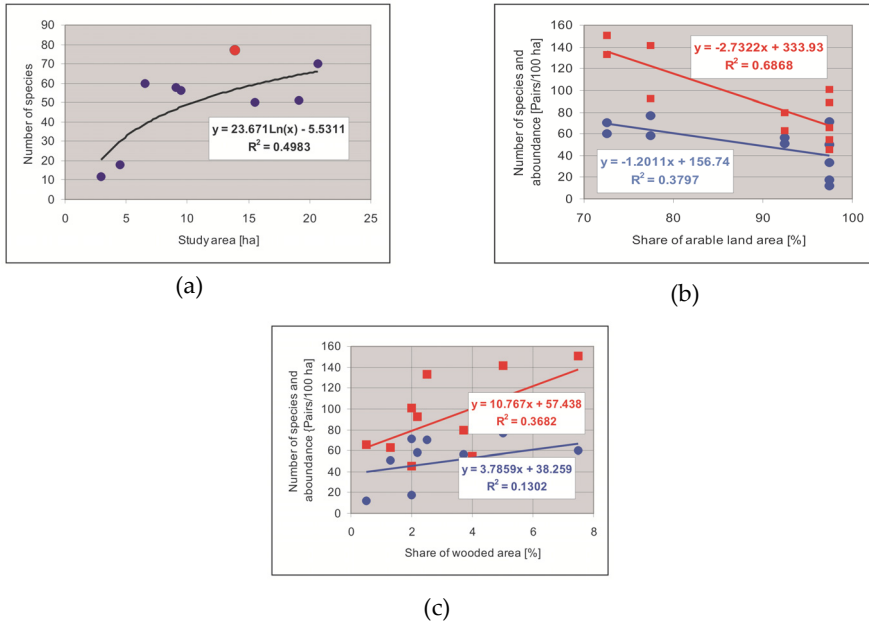 90
80
70
60
50
40
30
20
10
0
Number of species
y = 23.671Ln(x) - 5.5311
R² = 0.4983
0 5 10 15 20 25
Study area [ha]
(a)
160
140
120
100
80
60
40
20
0
Number of species and
aboundance [Pairs/100 ha]
y = -2.7322x + 333.93
R² = 0.6868
y = -1.2011x + 156.74
R² = 0.3797
70 80 90 100
Share of arable land area [%]
(b)
160
140
120
100
80
60
40
20
0
Number of species and
aboundance {Pairs/100 ha]
y = 10.767x + 57.438
R² = 0.3682
y = 3.7859x + 38.259
R² = 0.1302
0 2 4 6 8
Share of wooded area [%]
(c)